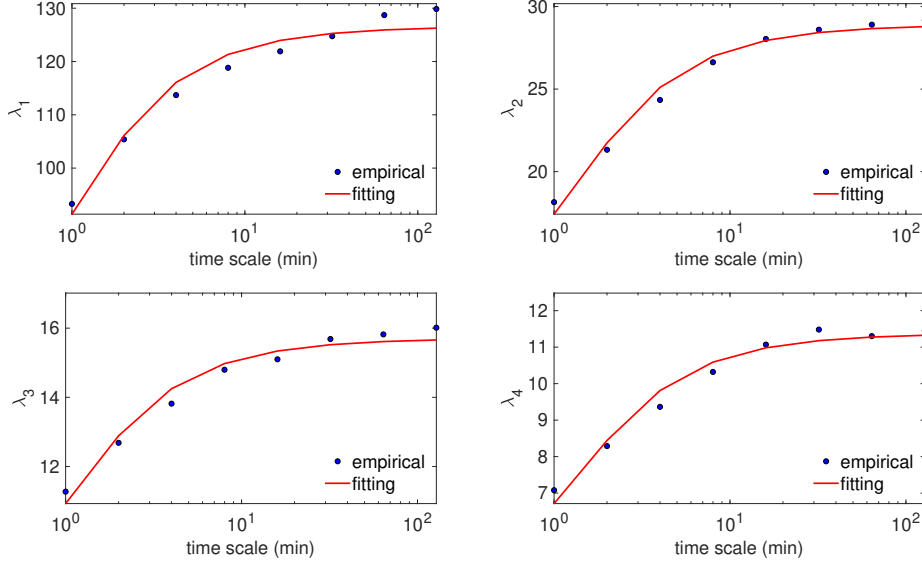 130
120
110
100
λ1
empirical
fitting
10^0
10^1
10^2
time scale (min)
30
25
20
λ2
empirical
fitting
10^0
10^1
10^2
time scale (min)
16
14
12
λ3
empirical
fitting
10^0
10^1
10^2
time scale (min)
12
11
10
9
8
7
λ4
empirical
fitting
10^0
10^1
10^2
time scale (min)